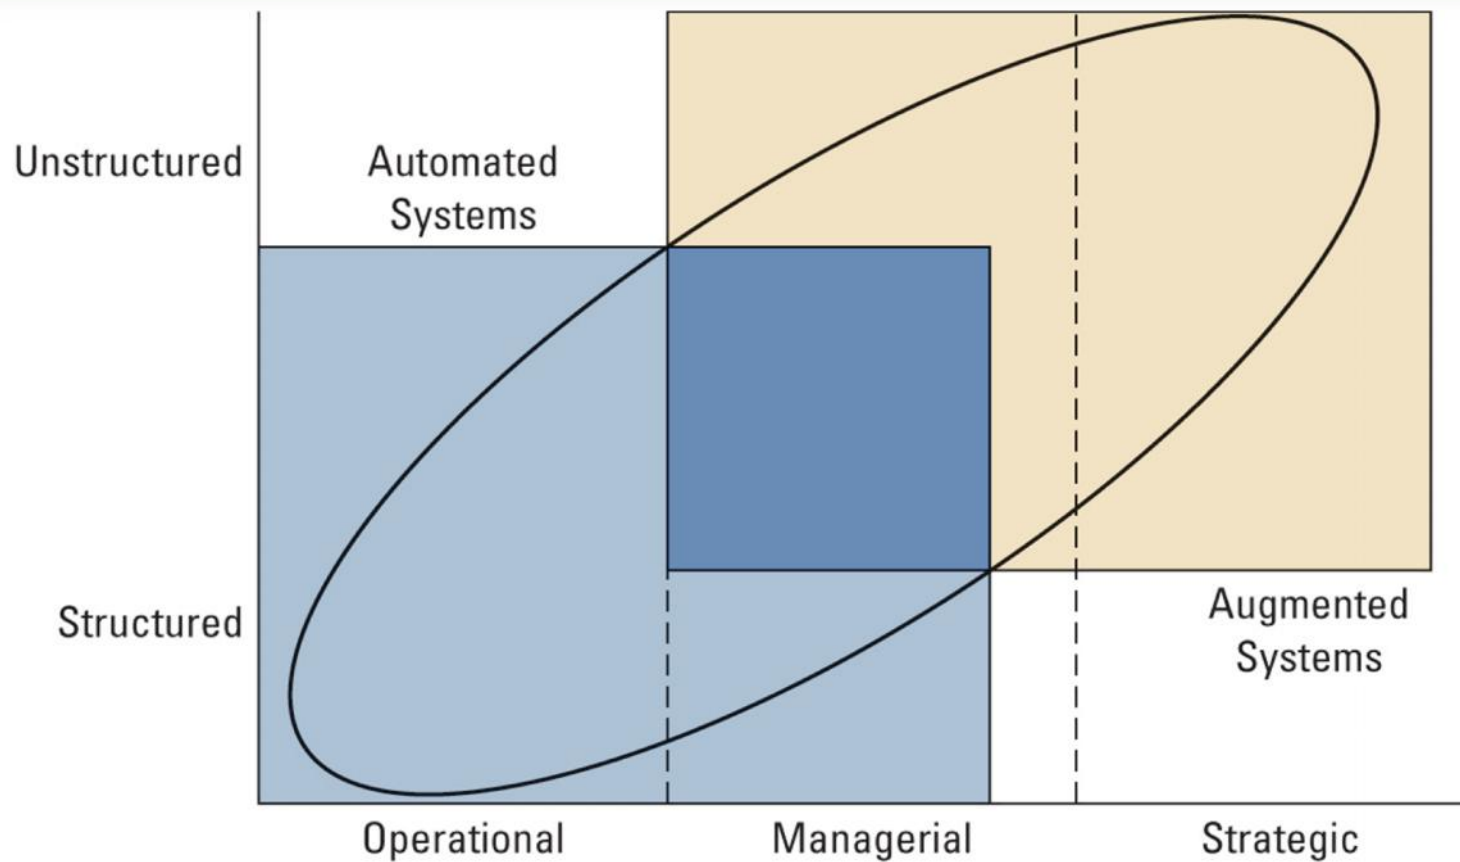 Unstructured
Automated
Systems
Structured
Augmented
Systems
Operational
Managerial
Strategic